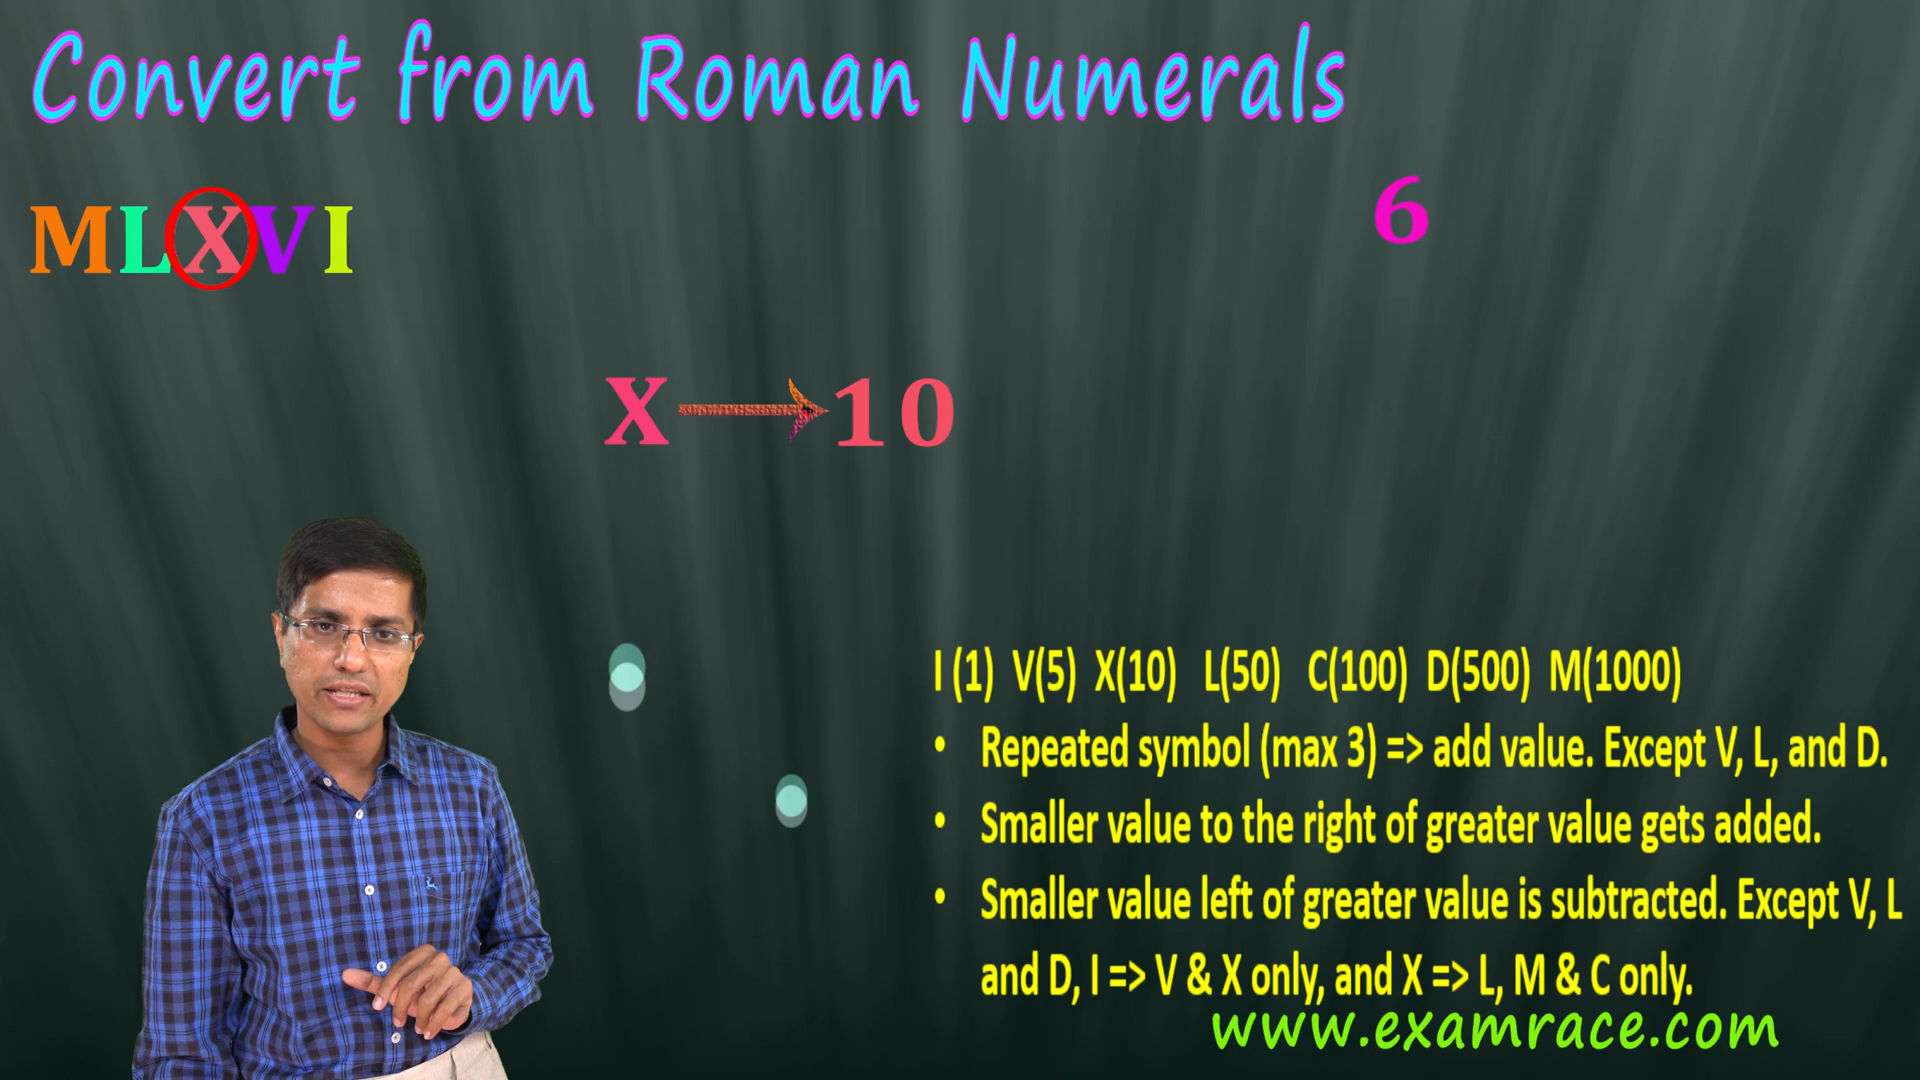 Convert from Roman Numerals
MLXVI
6
X 10
I (1) V(5) X(10) L(50) C(100) D(500) M(1000)
• Repeated symbol (max 3) => add value. Except V, L, and D.
• Smaller value to the right of greater value gets added.
• Smaller value left of greater value is subtracted. Except V, L
and D, I => V & X only, and X => L, M & C only.
www.examrace.com